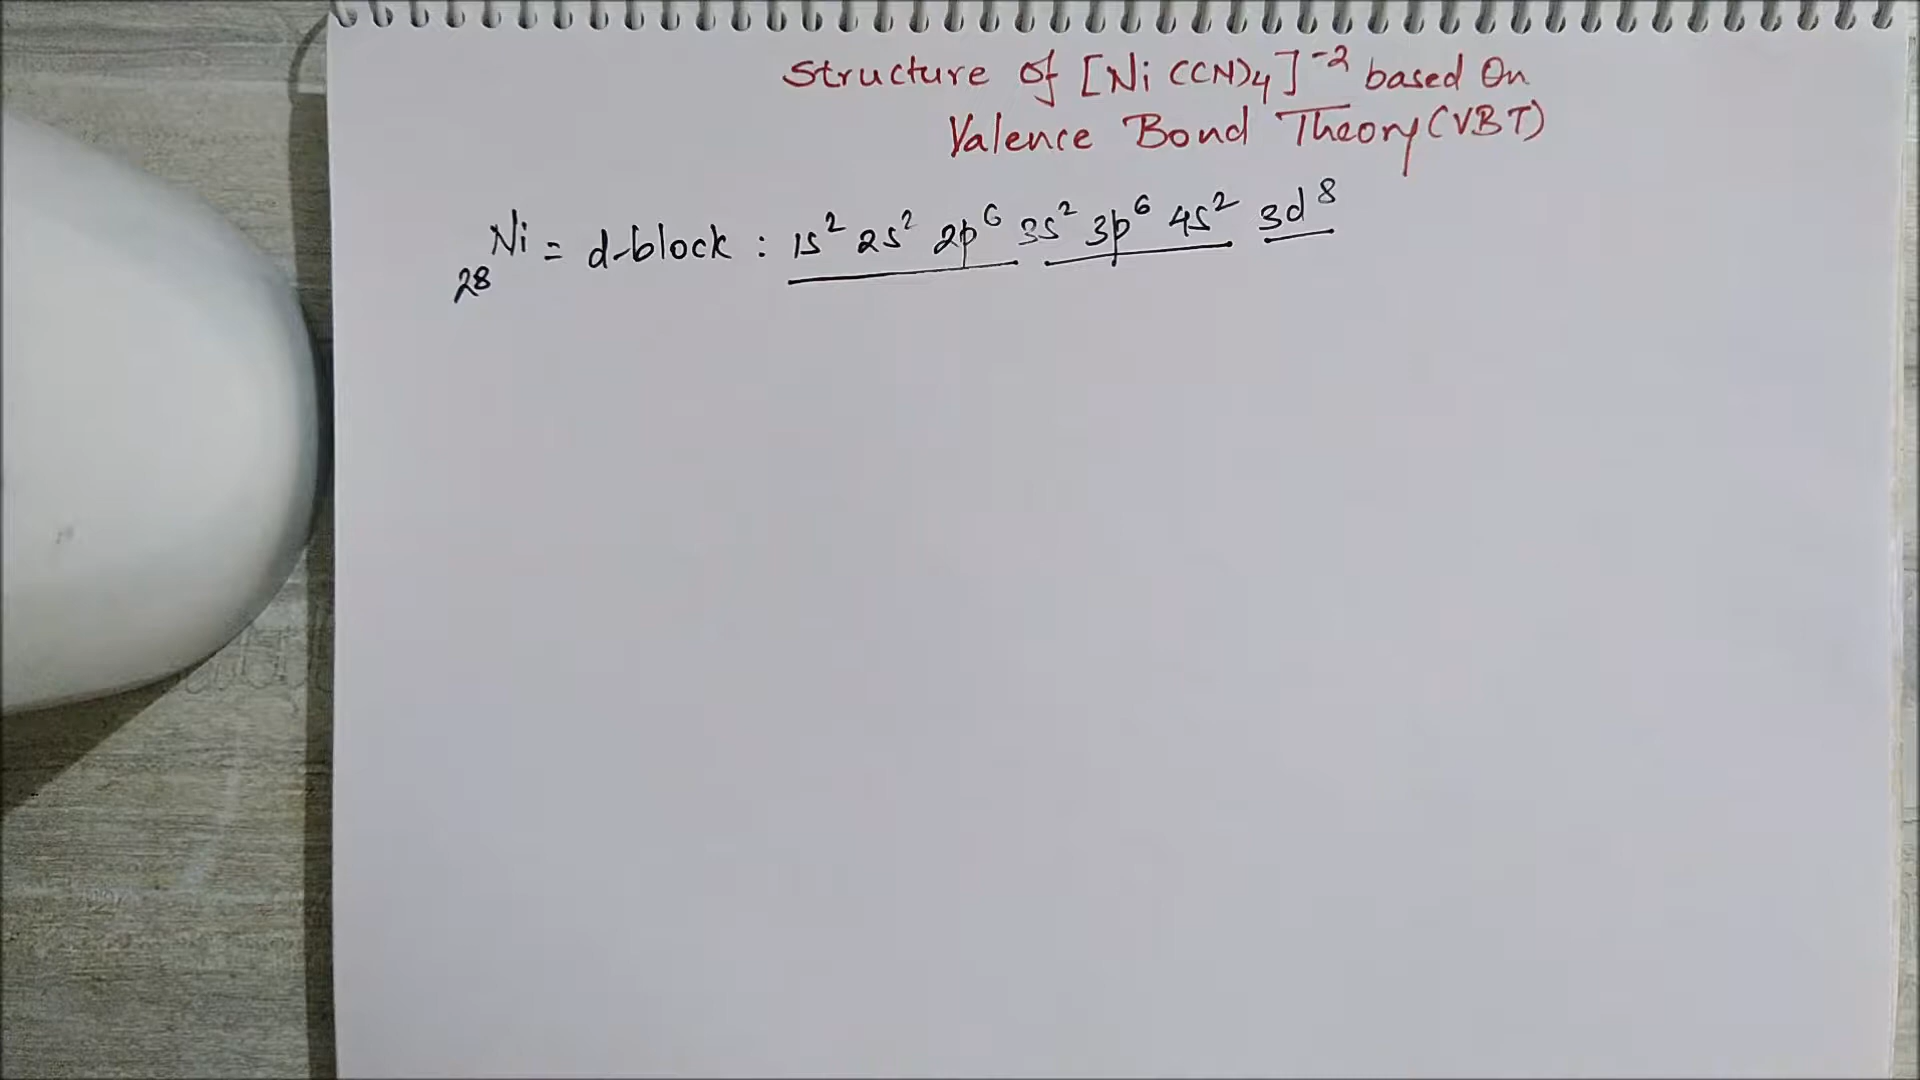 Structure of [Ni(CN)₄]⁻² based on
Valence Bond Theory (VBT)
₂₈Ni = d-block : 1s² 2s² 2p⁶ 3s² 3p⁶ 4s² 3d⁸